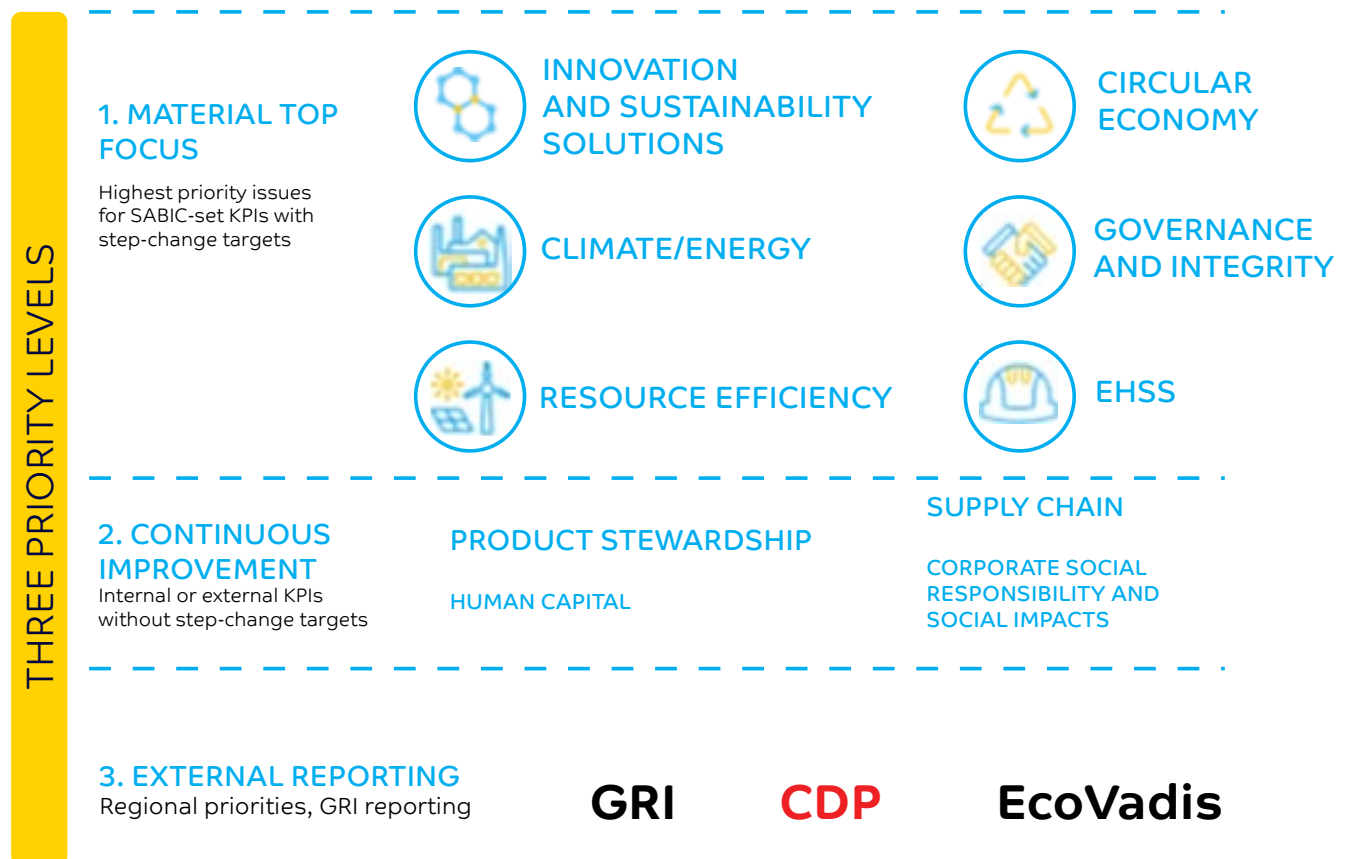 THREE PRIORITY LEVELS
1. MATERIAL TOP
FOCUS
Highest priority issues
for SABIC-set KPIs with
step-change targets
INNOVATION
AND SUSTAINABILITY
SOLUTIONS
CIRCULAR
ECONOMY
CLIMATE/ENERGY
GOVERNANCE
AND INTEGRITY
RESOURCE EFFICIENCY
EHSS
2. CONTINUOUS
IMPROVEMENT
Internal or external KPIs
without step-change targets
PRODUCT STEWARDSHIP
HUMAN CAPITAL
SUPPLY CHAIN
CORPORATE SOCIAL
RESPONSIBILITY AND
SOCIAL IMPACTS
3. EXTERNAL REPORTING
Regional priorities, GRI reporting
GRI
CDP
EcoVadis